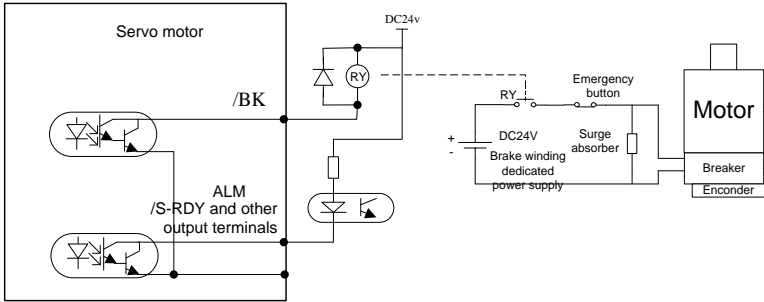 Servo motor
DC24v
RY
/BK
ALM
/S-RDY and other
output terminals
RY
Emergency
button
+
-
DC24V
Brake winding
dedicated
power supply
Surge
absorber
Motor
Breaker
Enconder